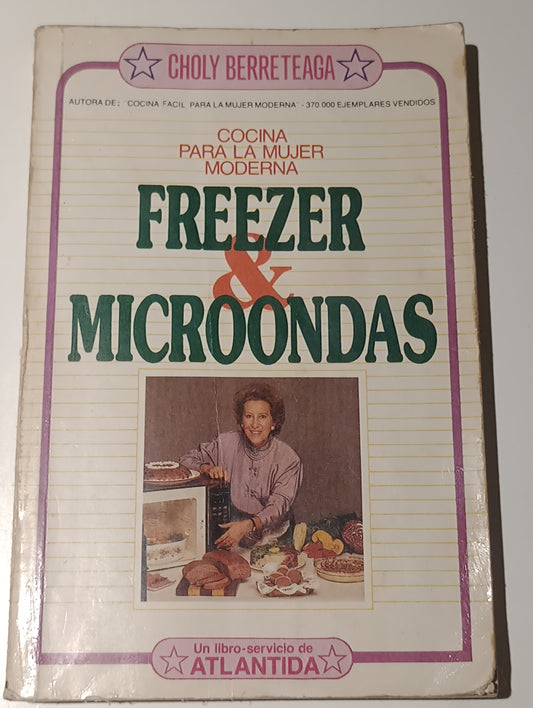 CHOLY BERRETEAGA
AUTORA DE: "COCINA FACIL PARA LA MUJER MODERNA" - 370.000 EJEMPLARES VENDIDOS
COCINA
PARA LA MUJER
MODERNA
FREEZER
&
MICROONDAS
Un libro-servicio de
ATLANTIDA